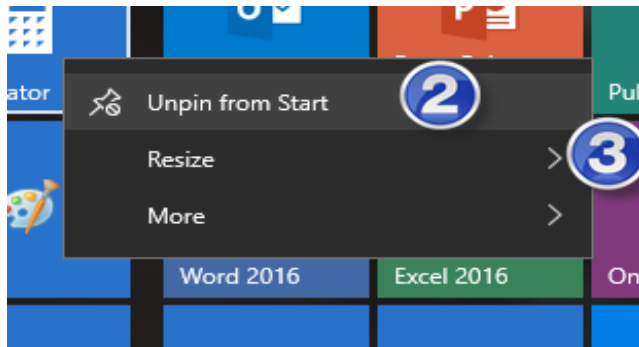 ator
Unpin from Start
2
Pul
Resize
3
More
Word 2016
Excel 2016
On